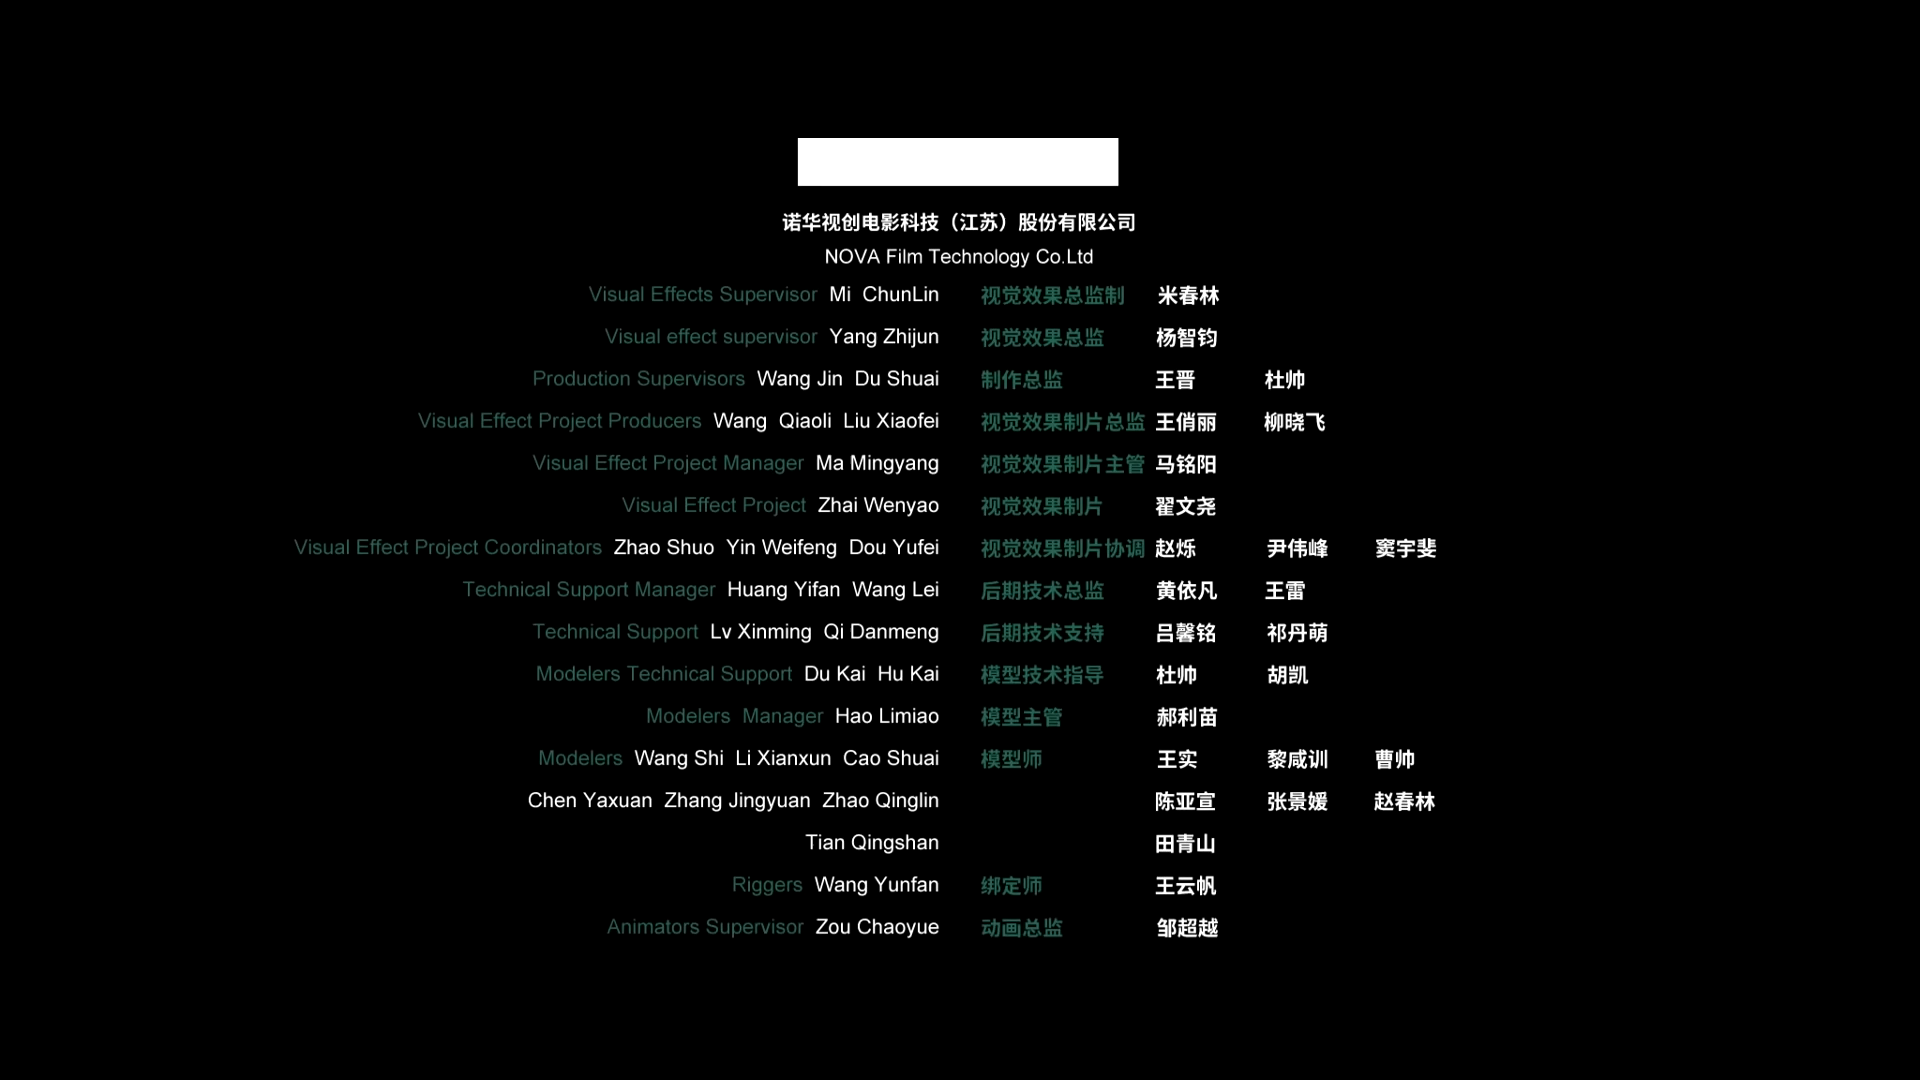 诺华视创电影科技（江苏）股份有限公司
NOVA Film Technology Co.Ltd
Visual Effects Supervisor Mi ChunLin 视觉效果总监制 米春林
Visual effect supervisor Yang Zhijun 视觉效果总监 杨智钧
Production Supervisors Wang Jin Du Shuai 制作总监 王晋 杜帅
Visual Effect Project Producers Wang Qiaoli Liu Xiaofei 视觉效果制片总监 王俏丽 柳晓飞
Visual Effect Project Manager Ma Mingyang 视觉效果制片主管 马铭阳
Visual Effect Project Zhai Wenyao 视觉效果制片 翟文尧
Visual Effect Project Coordinators Zhao Shuo Yin Weifeng Dou Yufei 视觉效果制片协调 赵烁 尹伟峰 窦宇斐
Technical Support Manager Huang Yifan Wang Lei 后期技术总监 黄依凡 王雷
Technical Support Lv Xinming Qi Danmeng 后期技术支持 吕馨铭 祁丹萌
Modelers Technical Support Du Kai Hu Kai 模型技术指导 杜帅 胡凯
Modelers Manager Hao Limiao 模型主管 郝利苗
Modelers Wang Shi Li Xianxun Cao Shuai 模型师 王实 黎咸训 曹帅
Chen Yaxuan Zhang Jingyuan Zhao Qinglin 陈亚宣 张景媛 赵春林
Tian Qingshan 田青山
Riggers Wang Yunfan 绑定师 王云帆
Animators Supervisor Zou Chaoyue 动画总监 邹超越